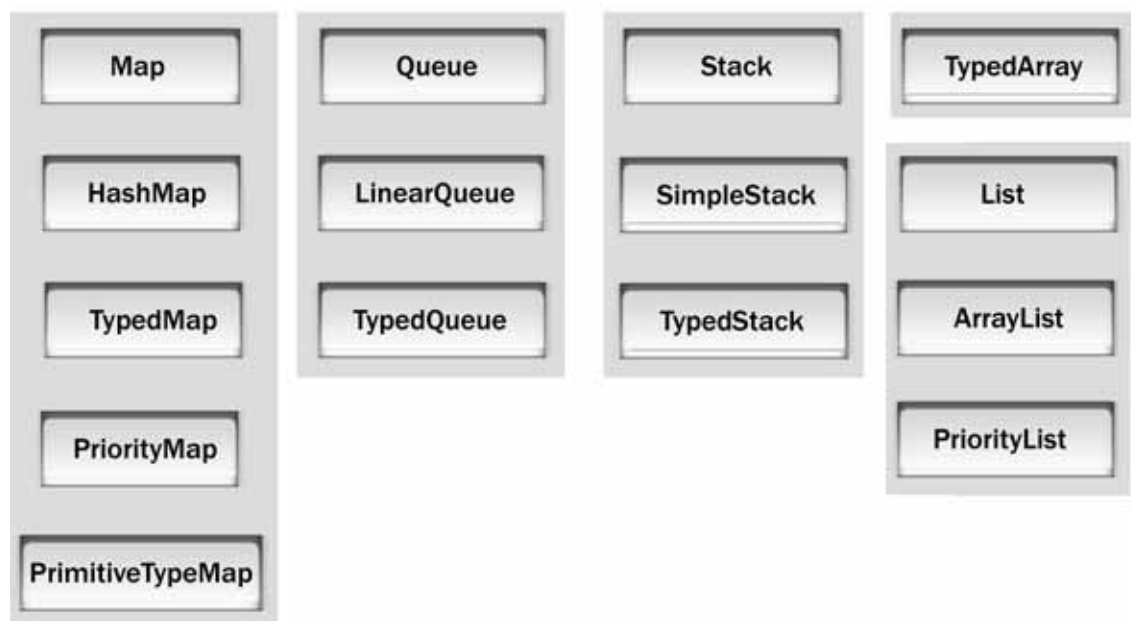 Map
HashMap
TypedMap
PriorityMap
PrimitiveTypeMap
Queue
LinearQueue
TypedQueue
Stack
SimpleStack
TypedStack
TypedArray
List
ArrayList
PriorityList